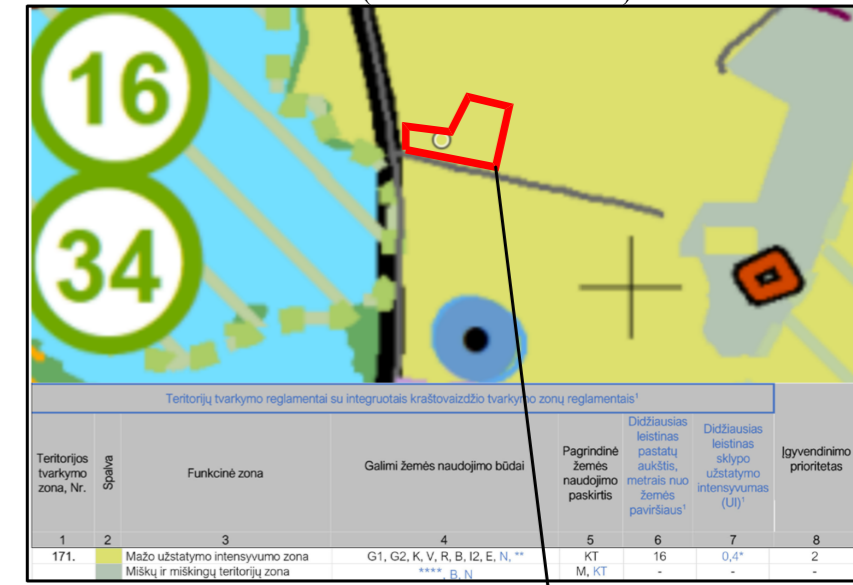 16
34
Teritorijų tvarkymo reglamentai su integruotais kraštovaizdžio tvarkymo zonų reglamentais¹
Teritorijos tvarkymo zona, Nr.
Spalva
Funkcinė zona
Galimi žemės naudojimo būdai
Pagrindinė žemės naudojimo paskirtis
Didžiausias leistinas pastatų aukštis, metrais nuo žemės paviršiaus¹
Didžiausias leistinas sklypo užstatymo intensyvumas (UI)¹
Įgyvendinimo prioritetas
1 2 3 4 5 6 7 8
171. Mažo užstatymo intensyvumo zona G1, G2, K, V, R, B, I2, E, N, ** KT 16 0,4* 2
Miškų ir miškingų teritorijų zona ****, B, N M, KT - - -